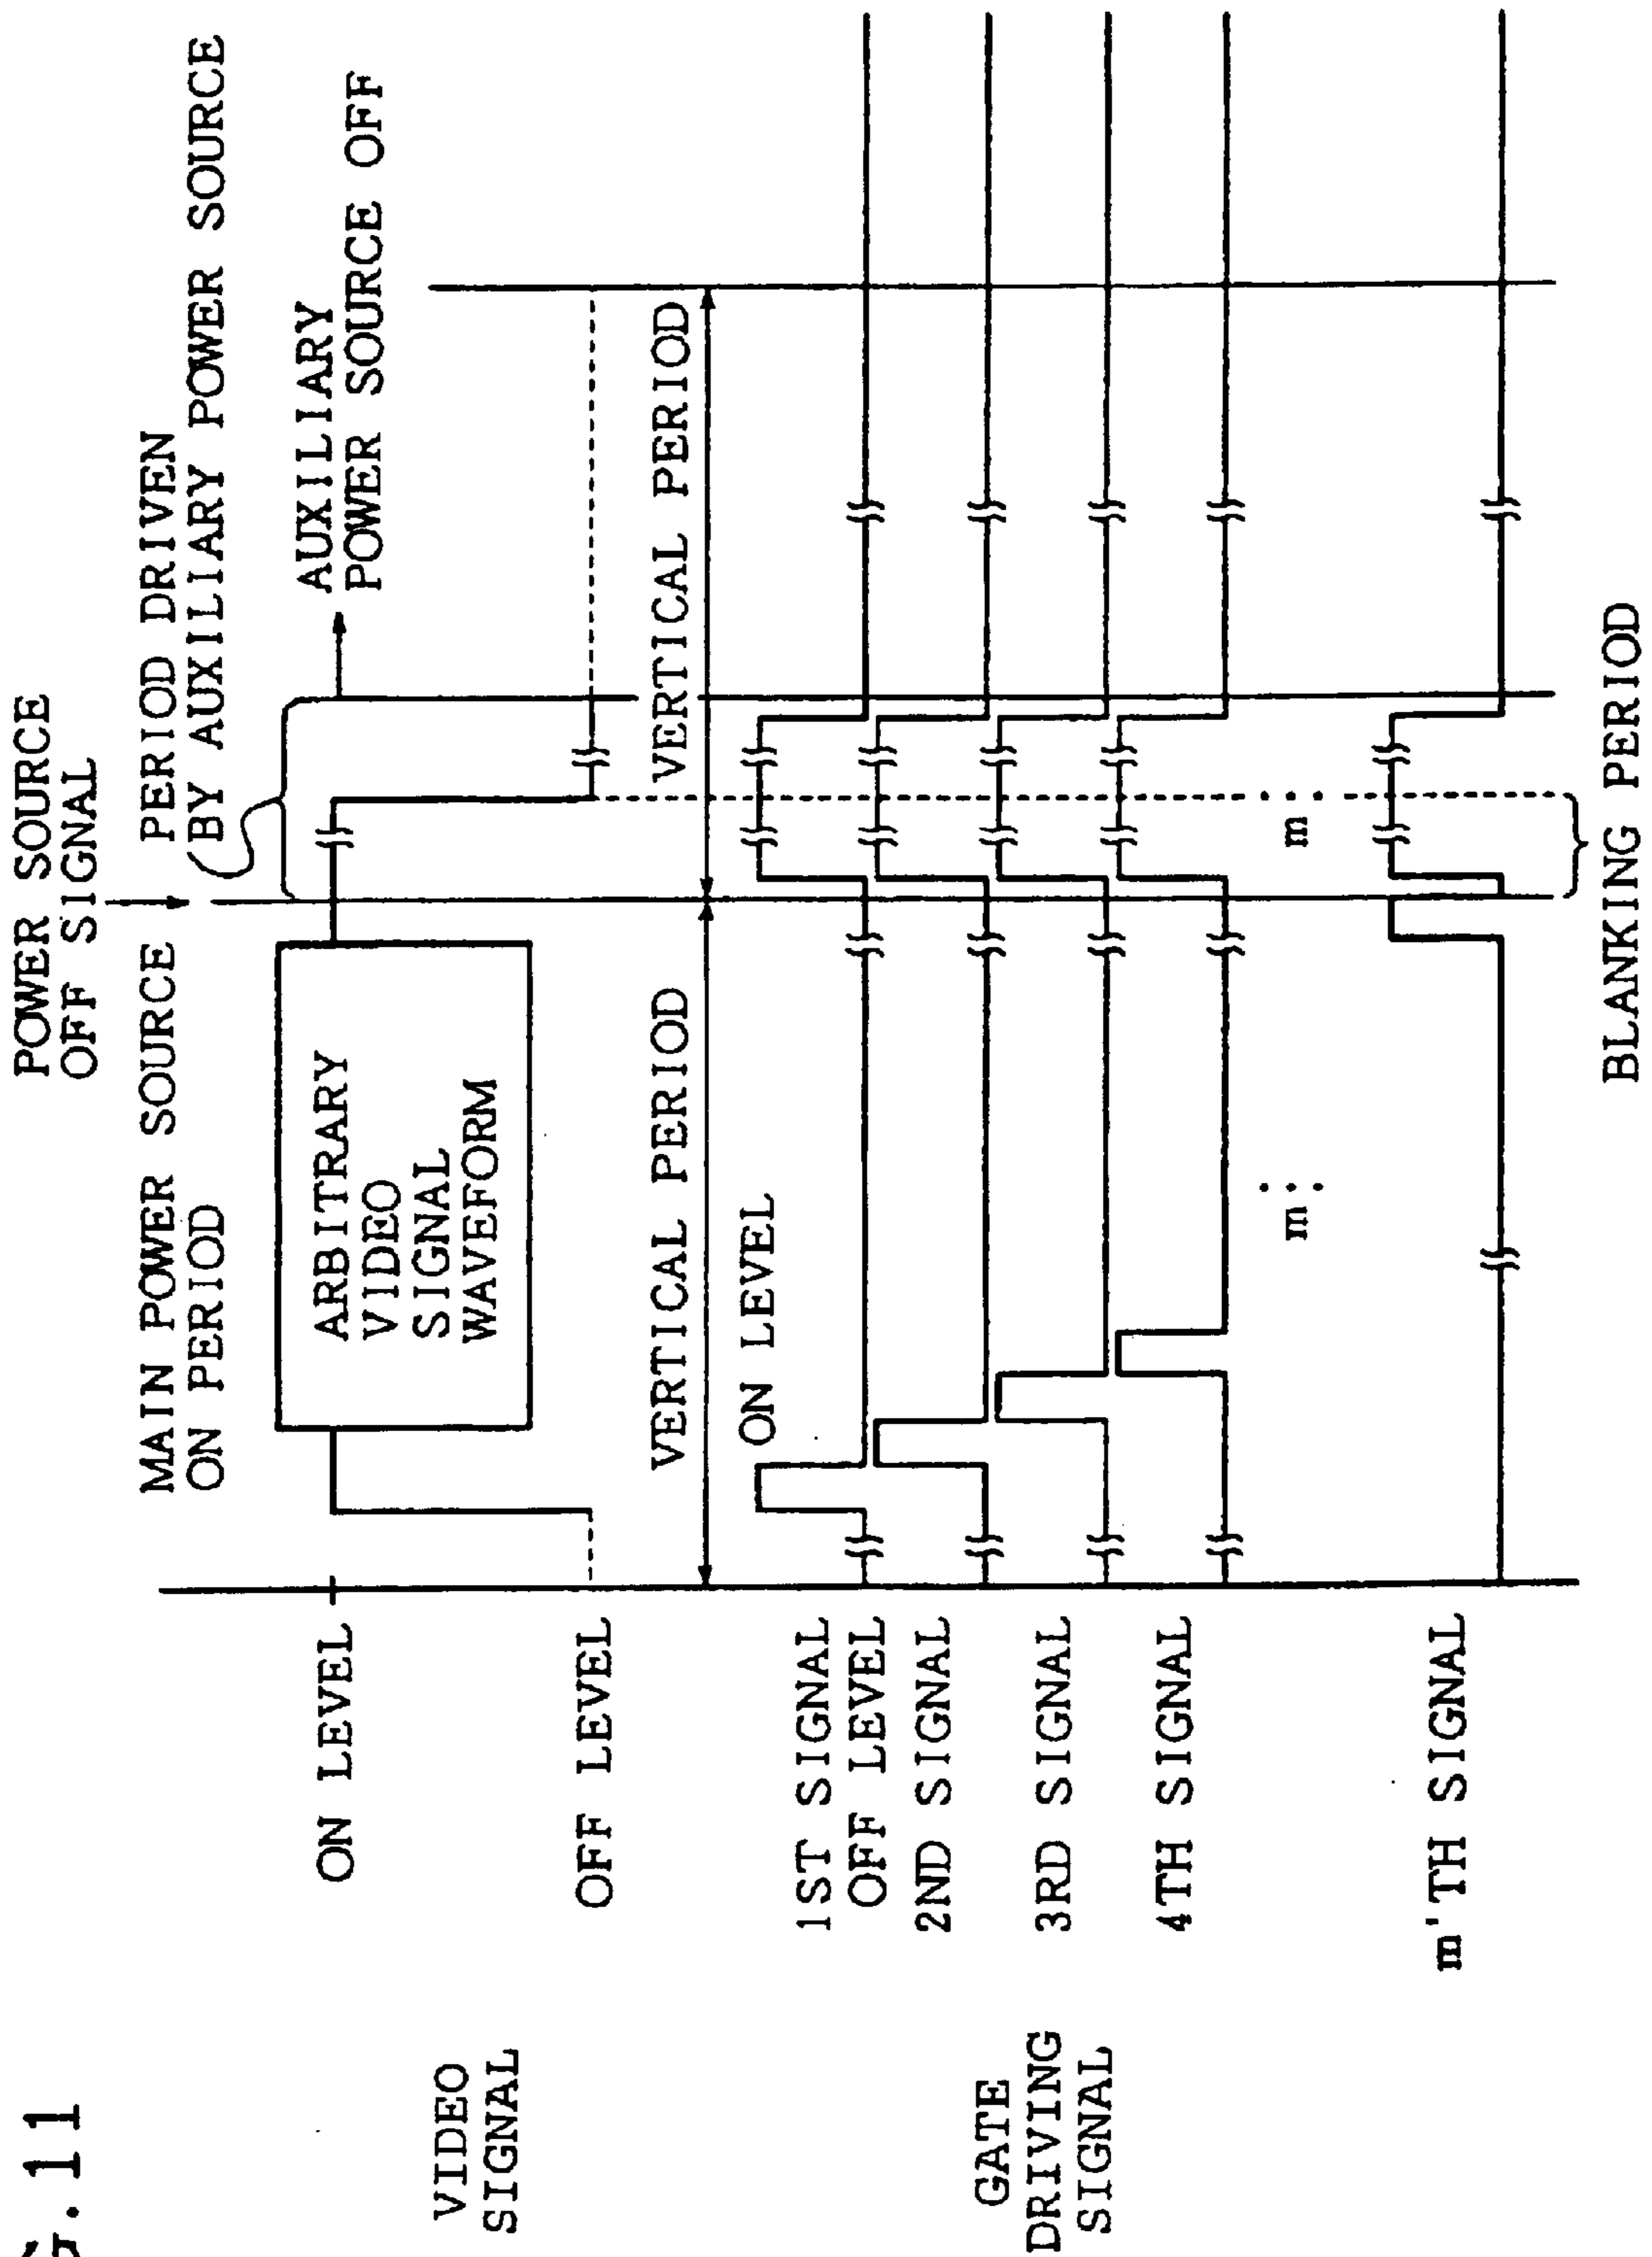 G.11
POWER SOURCE
OFF SIGNAL
MAIN POWER SOURCE
ON PERIOD
PERIOD DRIVEN
BY AUXILIARY POWER SOURCE
AUXILIARY
POWER SOURCE OFF
VIDEO
SIGNAL
ON LEVEL
OFF LEVEL
ARBITRARY
VIDEO
SIGNAL
WAVEFORM
VERTICAL PERIOD
VERTICAL PERIOD
ON LEVEL
GATE
DRIVING
SIGNAL
1ST SIGNAL
OFF LEVEL
2ND SIGNAL
3RD SIGNAL
4TH SIGNAL
m
m
m'TH SIGNAL
BLANKING PERIOD